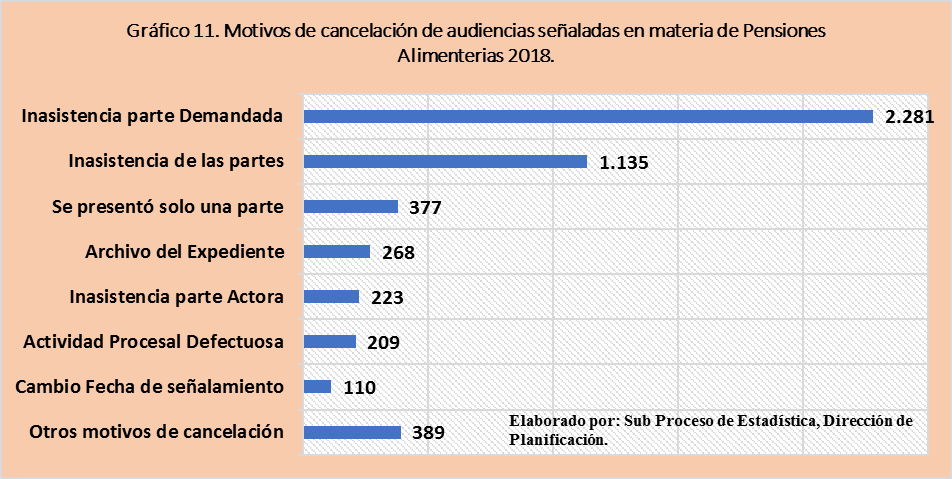 Gráfico 11. Motivos de cancelación de audiencias señaladas en materia de Pensiones
Alimenterias 2018.
Inasistencia parte Demandada 2.281
Inasistencia de las partes 1.135
Se presentó solo una parte 377
Archivo del Expediente 268
Inasistencia parte Actora 223
Actividad Procesal Defectuosa 209
Cambio Fecha de señalamiento 110
Otros motivos de cancelación 389
Elaborado por: Sub Proceso de Estadística, Dirección de
Planificación.